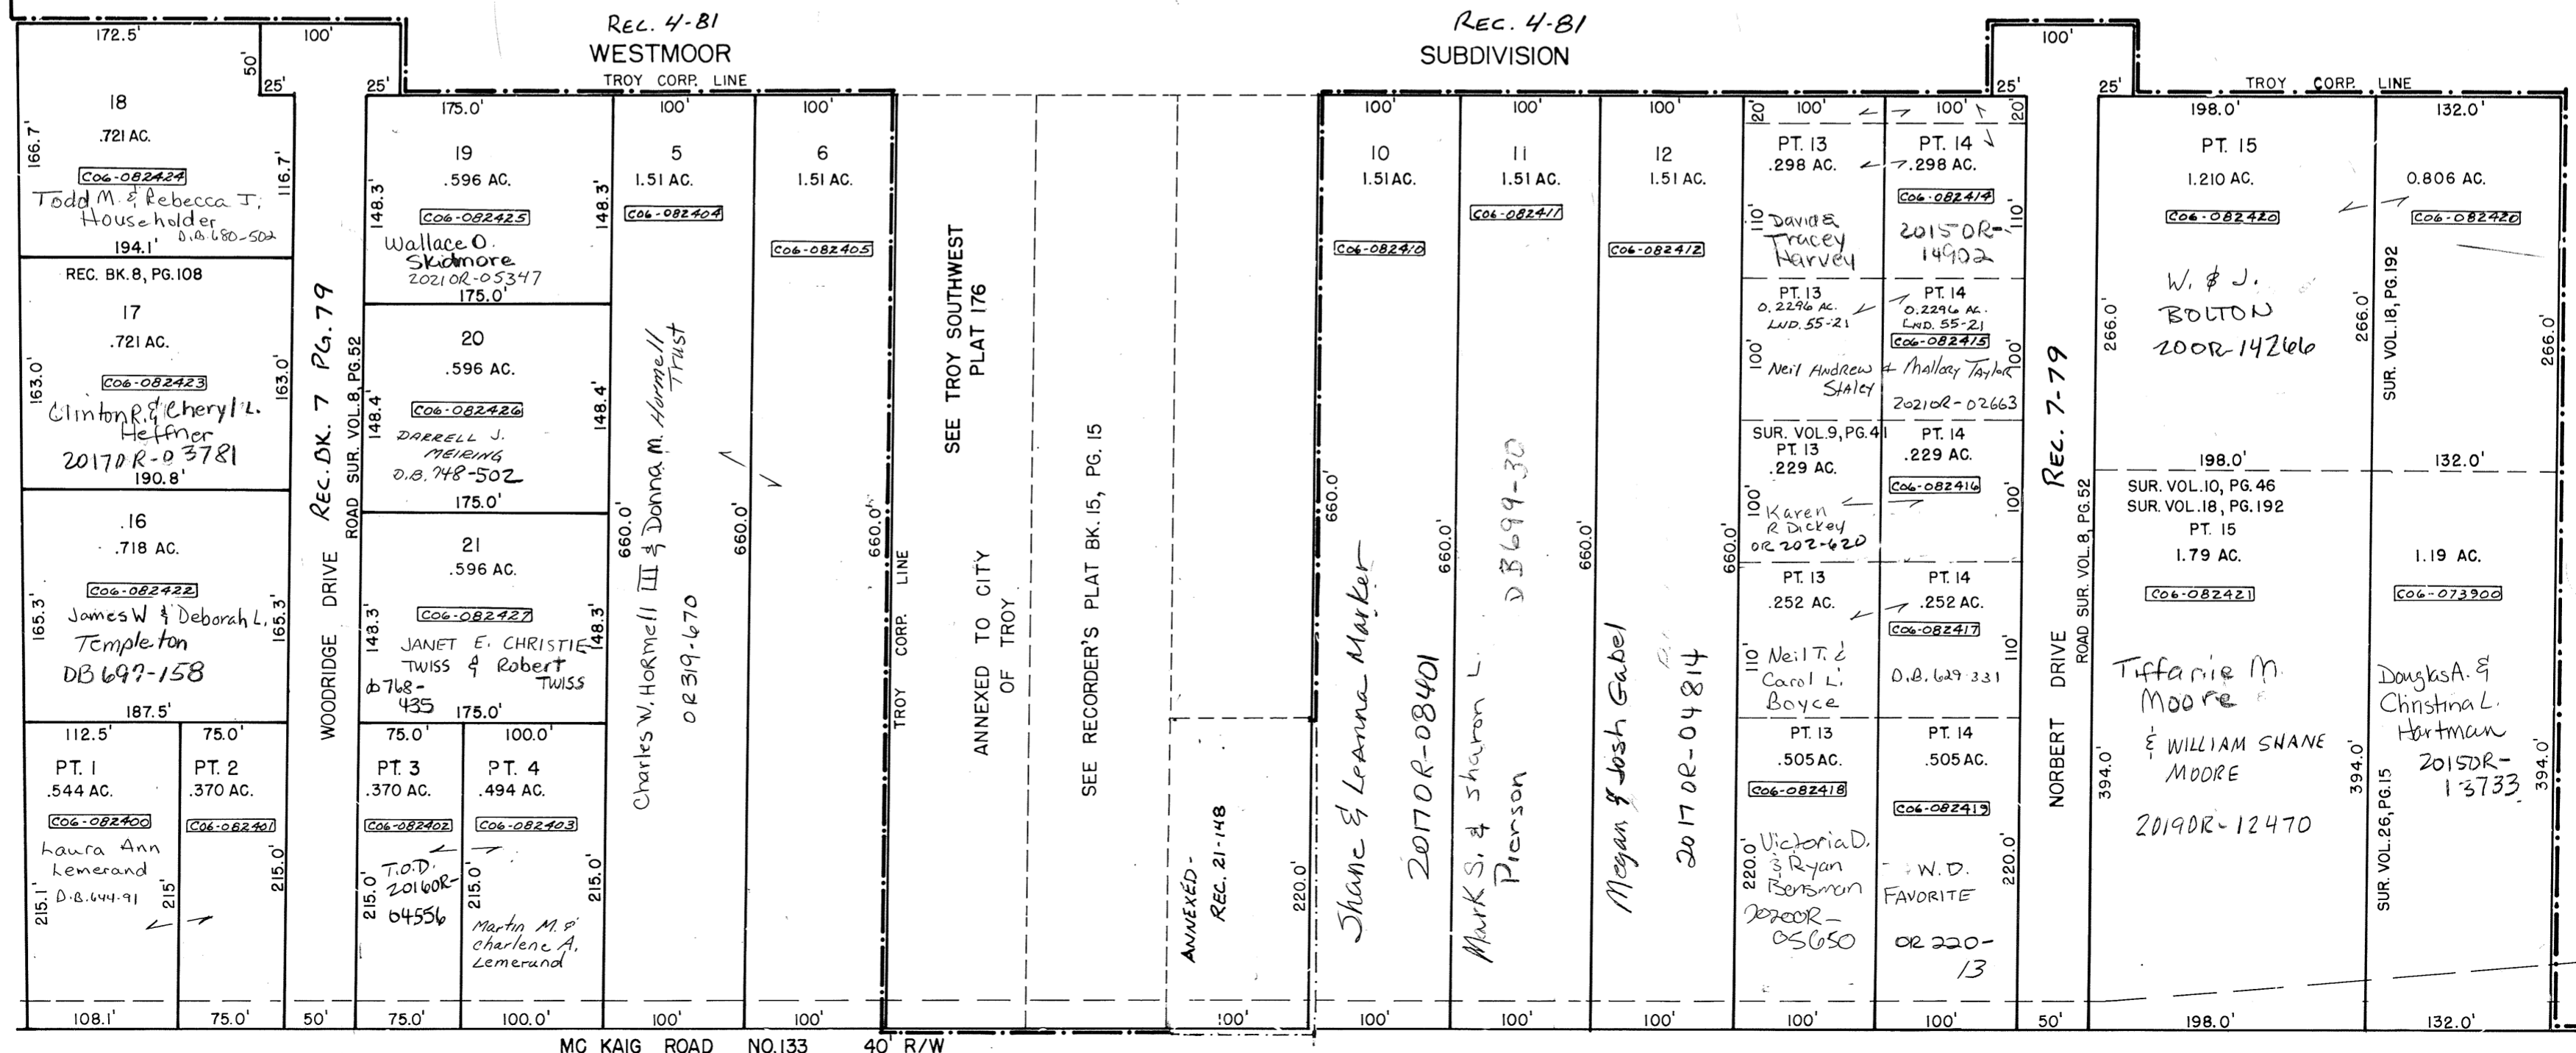 REC. 4-81
WESTMOOR
TROY CORP. LINE
REC. 4-81
SUBDIVISION
TROY CORP. LINE
172.5'
50'
25'
18
.721 AC.
166.7'
116.7'
C06-082424
Todd M. & Rebecca J.
Householder
D.B. 680-502
194.1'
REC. BK. 8, PG. 108
17
.721 AC.
163.0'
163.0'
C06-082423
Clinton R. & Cheryl L.
Heffner
2017OR-03781
190.8'
16
.718 AC.
165.3'
165.3'
C06-082422
James W & Deborah L.
Templeton
DB 697-158
187.5'
112.5'
75.0'
PT. 1
.544 AC.
C06-082400
Laura Ann
Lemerand
D.B. 644-91
215.1'
215'
108.1'
PT. 2
.370 AC.
C06-082401
215.0'
75.0'
100'
WOODRIDGE DRIVE
REC. BK. 7 PG. 79
ROAD SUR. VOL. 8, PG. 52
50'
25'
175.0'
19
.596 AC.
148.3'
148.3'
C06-082425
Wallace O.
Skidmore
2021OR-05347
175.0'
20
.596 AC.
148.4'
148.4'
C06-082426
DARRELL J.
MEIRING
D.B. 748-502
175.0'
21
.596 AC.
148.3'
148.3'
C06-082427
JANET E. CHRISTIE-
TWISS & Robert
TWISS
DB 768-
435
175.0'
75.0'
100.0'
PT. 3
.370 AC.
C06-082402
T.O.D.
2016OR-
04556
215.0'
75.0'
PT. 4
.494 AC.
C06-082403
215.0'
215.0'
Martin M. &
Charlene A.
Lemerand
100.0'
100'
5
1.51 AC.
C06-082404
Charles W. Hormell III & Donna M. Hormell
Trust
OR 319-670
660.0'
660.0'
100'
100'
6
1.51 AC.
C06-082405
660.0'
100'
TROY CORP. LINE
SEE TROY SOUTHWEST
PLAT 176
ANNEXED TO CITY
OF TROY
SEE RECORDER'S PLAT BK. 15, PG. 15
ANNEXED-
REC. 21-148
220.0'
100'
100'
10
1.51 AC.
C06-082410
660.0'
Shane & LeAnna Marker
2017OR-08401
100'
100'
11
1.51 AC.
C06-082411
660.0'
Mark S. & Sharon L.
Pierson
DB 699-30
100'
100'
12
1.51 AC.
C06-082412
660.0'
660.0'
Megan & Josh Gabel
2017OR-04814
100'
20'
100'
100'
20'
PT. 13
.298 AC.
PT. 14
.298 AC.
C06-082414
110'
David &
Tracey
Harvey
2015OR-
14902
110'
PT. 13
0.2296 AC.
LND. 55-21
PT. 14
0.2296 AC.
LND. 55-21
C06-082415
100'
100'
Neil Andrew & Mallory Taylor
Staley
2021OR-02663
SUR. VOL. 9, PG. 41
PT. 13
.229 AC.
PT. 14
.229 AC.
C06-082416
100'
100'
Karen
R Dickey
OR 202-620
PT. 13
.252 AC.
PT. 14
.252 AC.
C06-082417
110'
110'
Neil T. &
Carol L.
Boyce
D.B. 629-331
PT. 13
.505 AC.
C06-082418
220.0'
Victoria D.
& Ryan
Bensman
2020OR-
05650
100'
PT. 14
.505 AC.
C06-082419
220.0'
W. D.
FAVORITE
OR 220-
13
100'
100'
25'
25'
NORBERT DRIVE
REC. 7-79
ROAD SUR. VOL. 8, PG. 52
50'
198.0'
PT. 15
1.210 AC.
C06-082420
W. & J.
BOLTON
200R-14266
266.0'
266.0'
198.0'
132.0'
0.806 AC.
C06-082420
SUR. VOL. 18, PG. 192
266.0'
132.0'
SUR. VOL. 10, PG. 46
SUR. VOL. 18, PG. 192
PT. 15
1.79 AC.
C06-082421
Tiffanie M.
Moore
& WILLIAM SHANE
MOORE
2019OR-12470
394.0'
394.0'
198.0'
1.19 AC.
C06-073900
Douglas A. &
Christina L.
Hartman
2015OR-
13733
394.0'
SUR. VOL. 26, PG. 15
132.0'
MC KAIG ROAD NO. 133 40' R/W